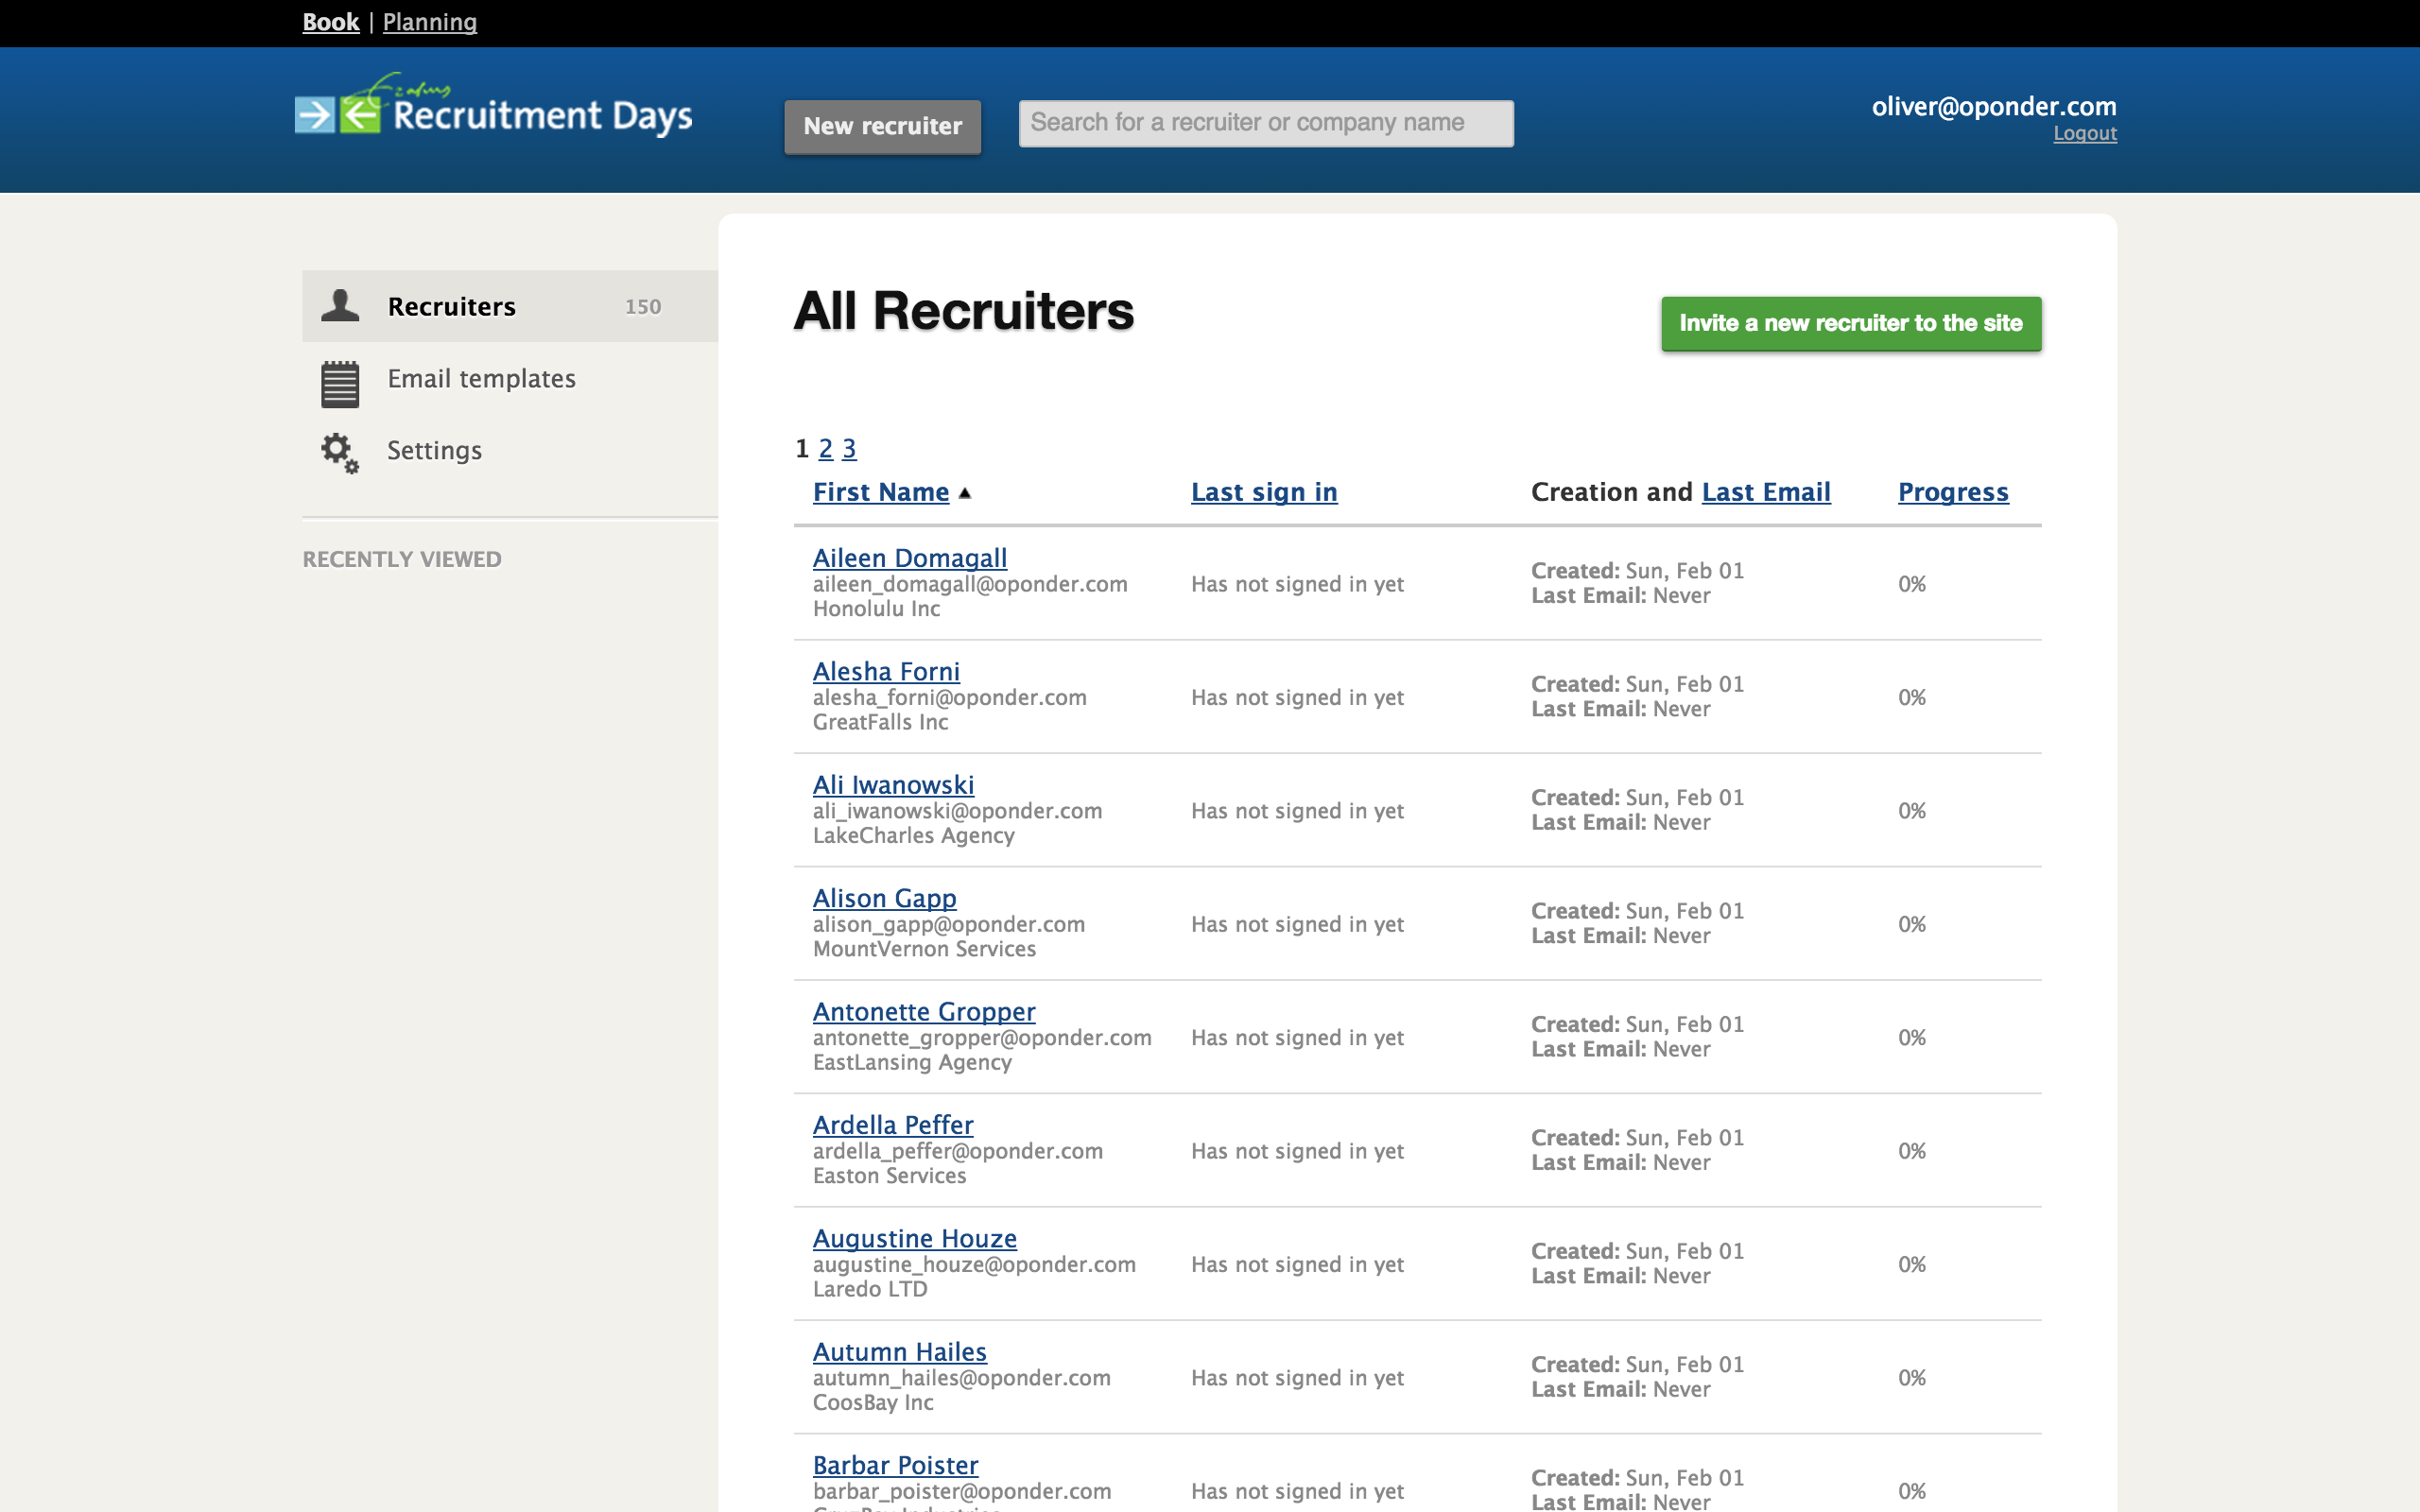 Book | Planning
Recruitment Days
New recruiter
Search for a recruiter or company name
oliver@oponder.com
Logout
Recruiters 150
Email templates
Settings
RECENTLY VIEWED
All Recruiters
Invite a new recruiter to the site
1 2 3
First Name ▲ Last sign in Creation and Last Email Progress
Aileen Domagall
aileen_domagall@oponder.com
Honolulu Inc
Has not signed in yet
Created: Sun, Feb 01
Last Email: Never
0%
Alesha Forni
alesha_forni@oponder.com
GreatFalls Inc
Has not signed in yet
Created: Sun, Feb 01
Last Email: Never
0%
Ali Iwanowski
ali_iwanowski@oponder.com
LakeCharles Agency
Has not signed in yet
Created: Sun, Feb 01
Last Email: Never
0%
Alison Gapp
alison_gapp@oponder.com
MountVernon Services
Has not signed in yet
Created: Sun, Feb 01
Last Email: Never
0%
Antonette Gropper
antonette_gropper@oponder.com
EastLansing Agency
Has not signed in yet
Created: Sun, Feb 01
Last Email: Never
0%
Ardella Peffer
ardella_peffer@oponder.com
Easton Services
Has not signed in yet
Created: Sun, Feb 01
Last Email: Never
0%
Augustine Houze
augustine_houze@oponder.com
Laredo LTD
Has not signed in yet
Created: Sun, Feb 01
Last Email: Never
0%
Autumn Hailes
autumn_hailes@oponder.com
CoosBay Inc
Has not signed in yet
Created: Sun, Feb 01
Last Email: Never
0%
Barbar Poister
barbar_poister@oponder.com
Has not signed in yet
Created: Sun, Feb 01
Last Email: Never
0%